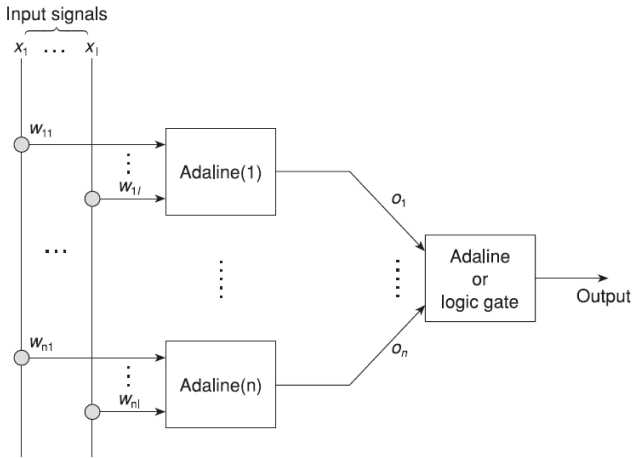 Input signals
x1 ... xl
w11
w1l
Adaline(1)
o1
...
Adaline
or
logic gate
Output
wn1
wnl
Adaline(n)
on